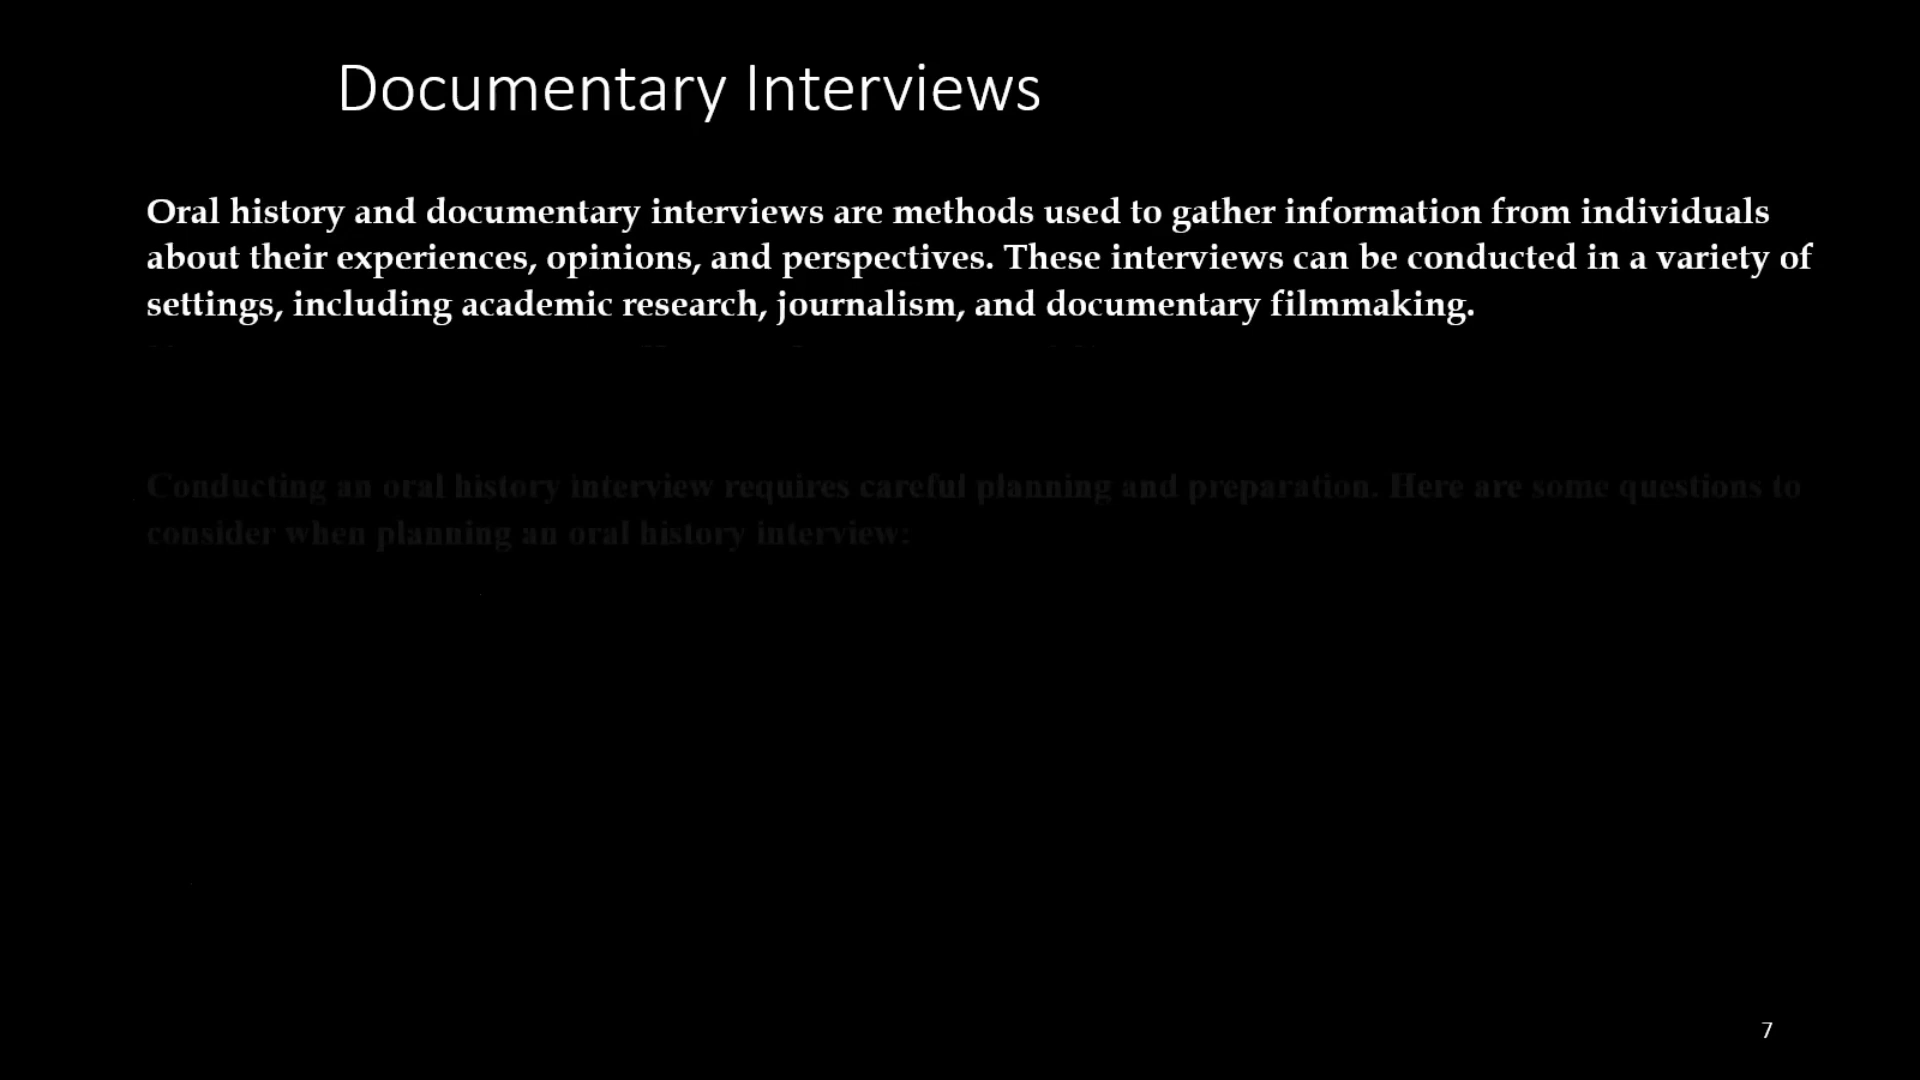 Documentary Interviews
Oral history and documentary interviews are methods used to gather information from individuals
about their experiences, opinions, and perspectives. These interviews can be conducted in a variety of
settings, including academic research, journalism, and documentary filmmaking.
Conducting an oral history interview requires careful planning and preparation. Here are some questions to
consider when planning an oral history interview:
7